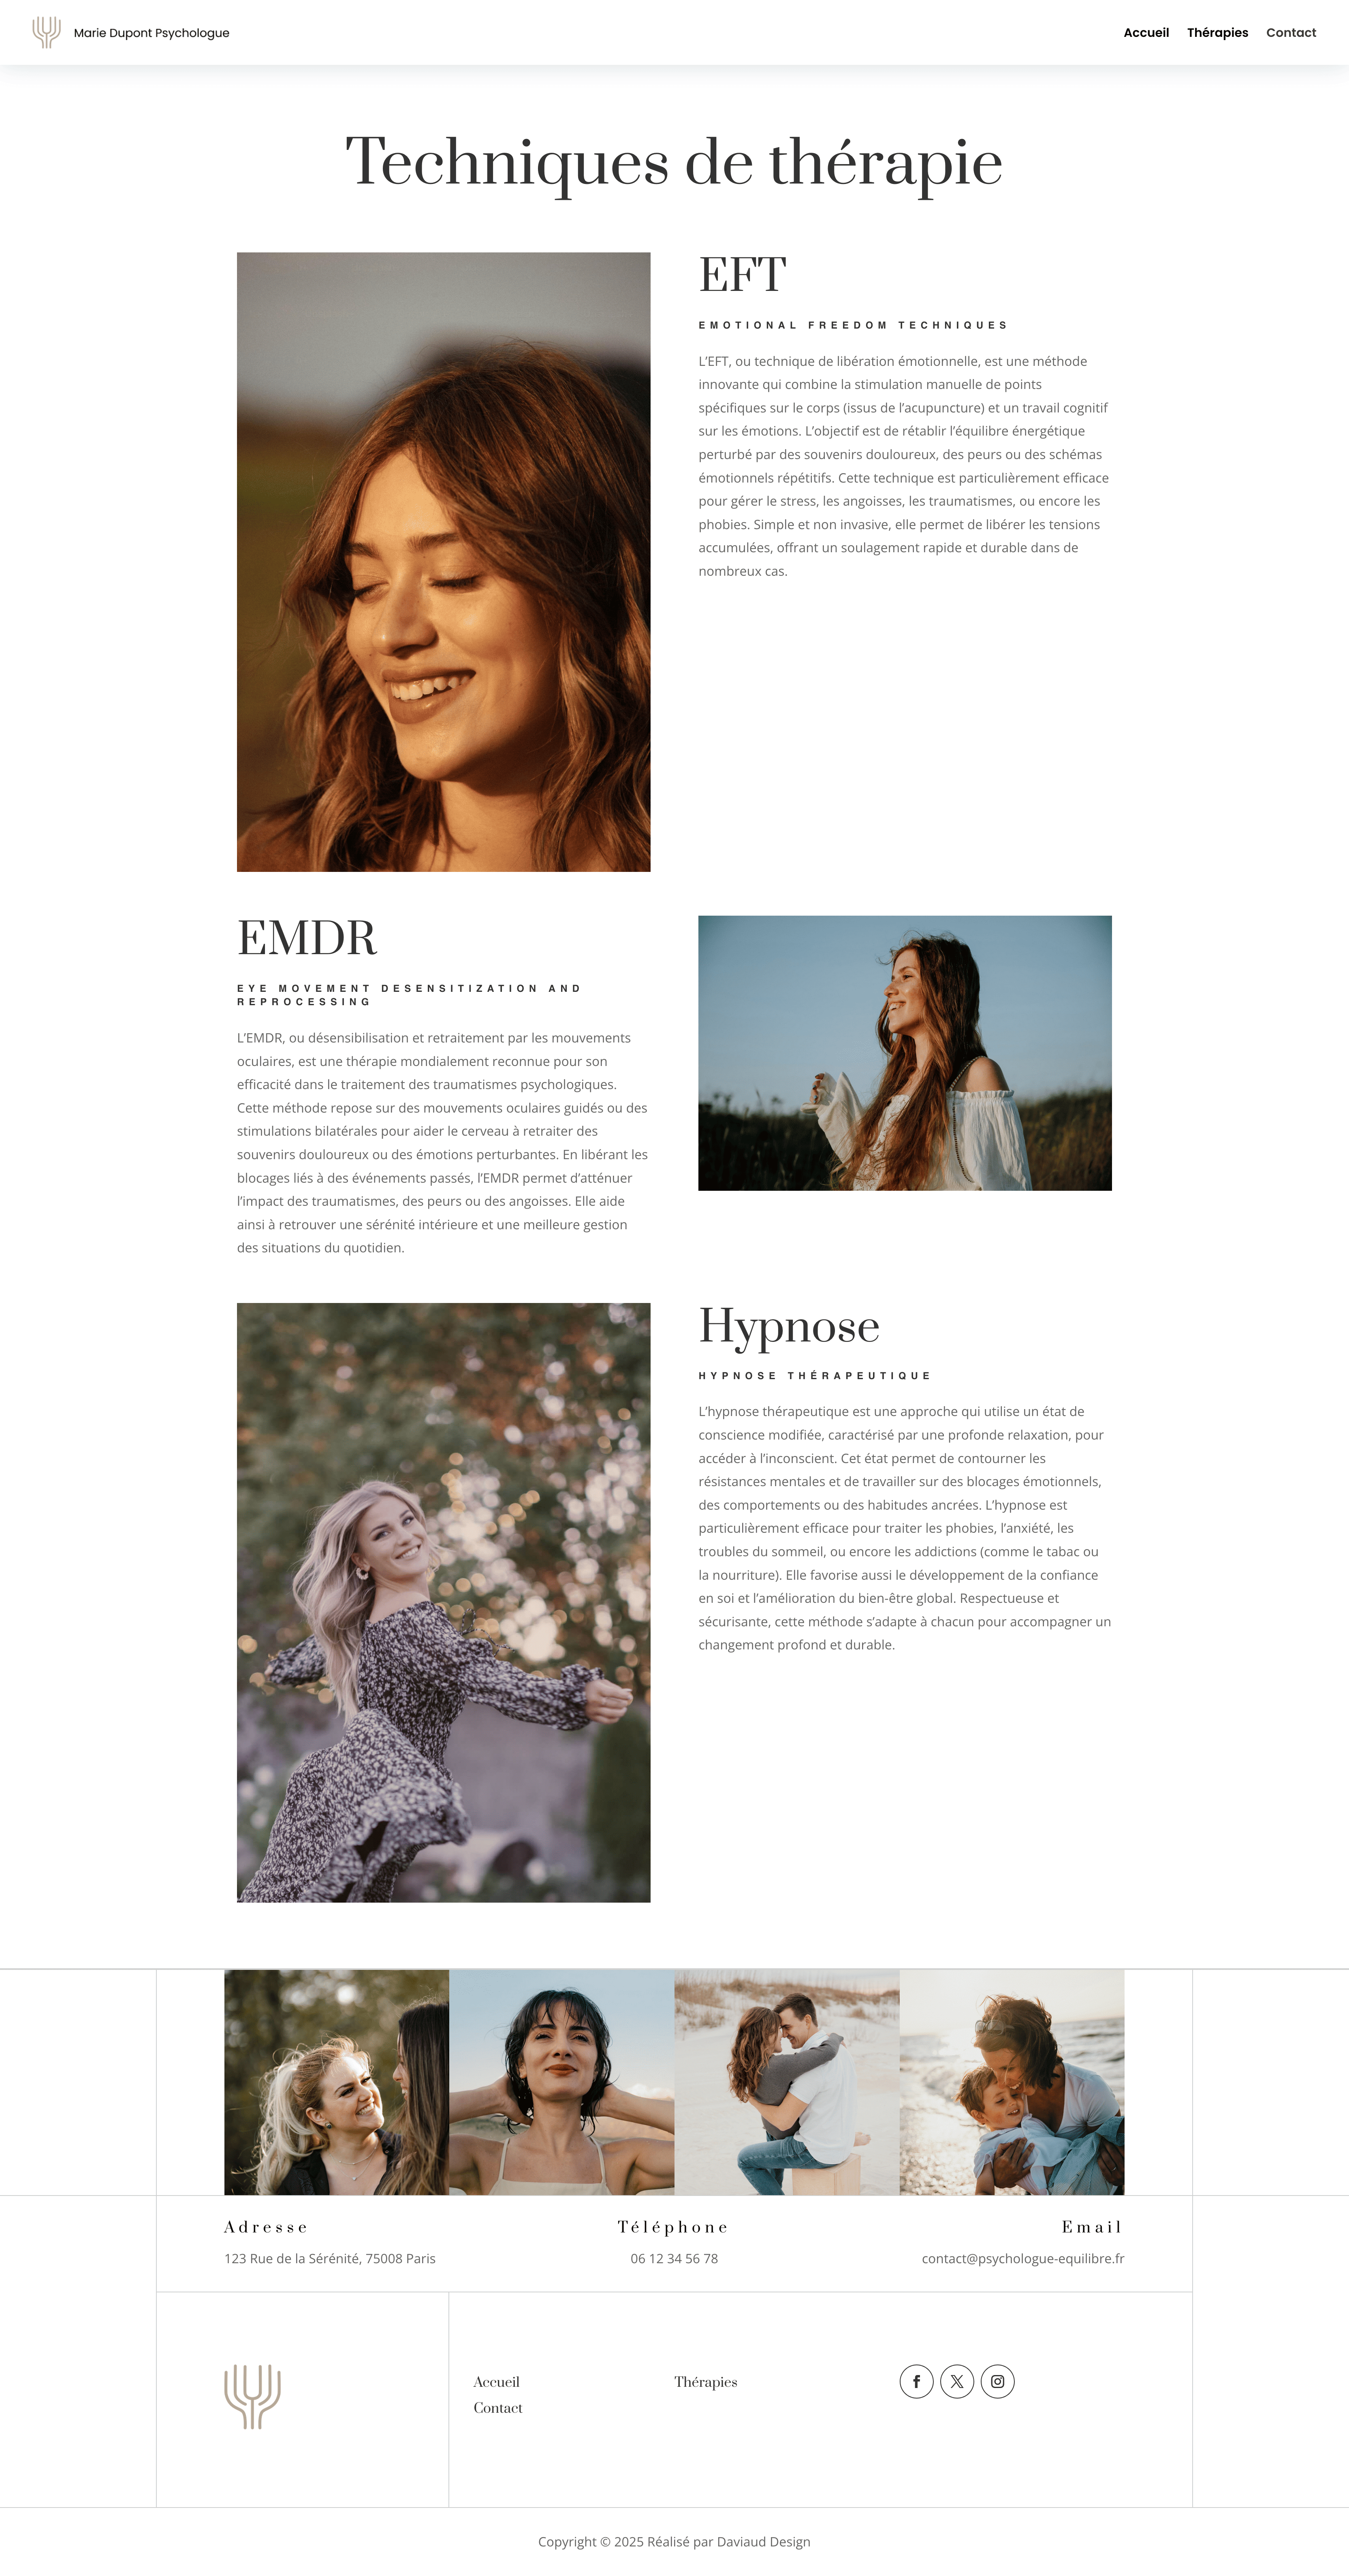 Marie Dupont Psychologue
Accueil Thérapies Contact
Techniques de thérapie
EFT
EMOTIONAL FREEDOM TECHNIQUES
L’EFT, ou technique de libération émotionnelle, est une méthode
innovante qui combine la stimulation manuelle de points
spécifiques sur le corps (issus de l’acupuncture) et un travail cognitif
sur les émotions. L’objectif est de rétablir l’équilibre énergétique
perturbé par des souvenirs douloureux, des peurs ou des schémas
émotionnels répétitifs. Cette technique est particulièrement efficace
pour gérer le stress, les angoisses, les traumatismes, ou encore les
phobies. Simple et non invasive, elle permet de libérer les tensions
accumulées, offrant un soulagement rapide et durable dans de
nombreux cas.
EMDR
EYE MOVEMENT DESENSITIZATION AND
REPROCESSING
L’EMDR, ou désensibilisation et retraitement par les mouvements
oculaires, est une thérapie mondialement reconnue pour son
efficacité dans le traitement des traumatismes psychologiques.
Cette méthode repose sur des mouvements oculaires guidés ou des
stimulations bilatérales pour aider le cerveau à retraiter des
souvenirs douloureux ou des émotions perturbantes. En libérant les
blocages liés à des événements passés, l’EMDR permet d’atténuer
l’impact des traumatismes, des peurs ou des angoisses. Elle aide
ainsi à retrouver une sérénité intérieure et une meilleure gestion
des situations du quotidien.
Hypnose
HYPNOSE THÉRAPEUTIQUE
L’hypnose thérapeutique est une approche qui utilise un état de
conscience modifiée, caractérisé par une profonde relaxation, pour
accéder à l’inconscient. Cet état permet de contourner les
résistances mentales et de travailler sur des blocages émotionnels,
des comportements ou des habitudes ancrées. L’hypnose est
particulièrement efficace pour traiter les phobies, l’anxiété, les
troubles du sommeil, ou encore les addictions (comme le tabac ou
la nourriture). Elle favorise aussi le développement de la confiance
en soi et l’amélioration du bien-être global. Respectueuse et
sécurisante, cette méthode s’adapte à chacun pour accompagner un
changement profond et durable.
Adresse
123 Rue de la Sérénité, 75008 Paris
Téléphone
06 12 34 56 78
Email
contact@psychologue-equilibre.fr
Accueil
Thérapies
Contact
Copyright © 2025 Réalisé par Daviaud Design